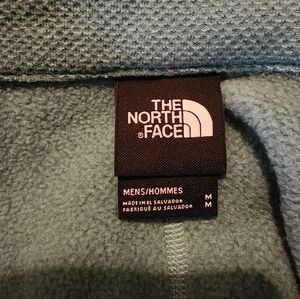 THE
NORTH
®FACE
MENS/HOMMES
MADE IN EL SALVADOR M
FABRIQUÉ AU SALVADOR M